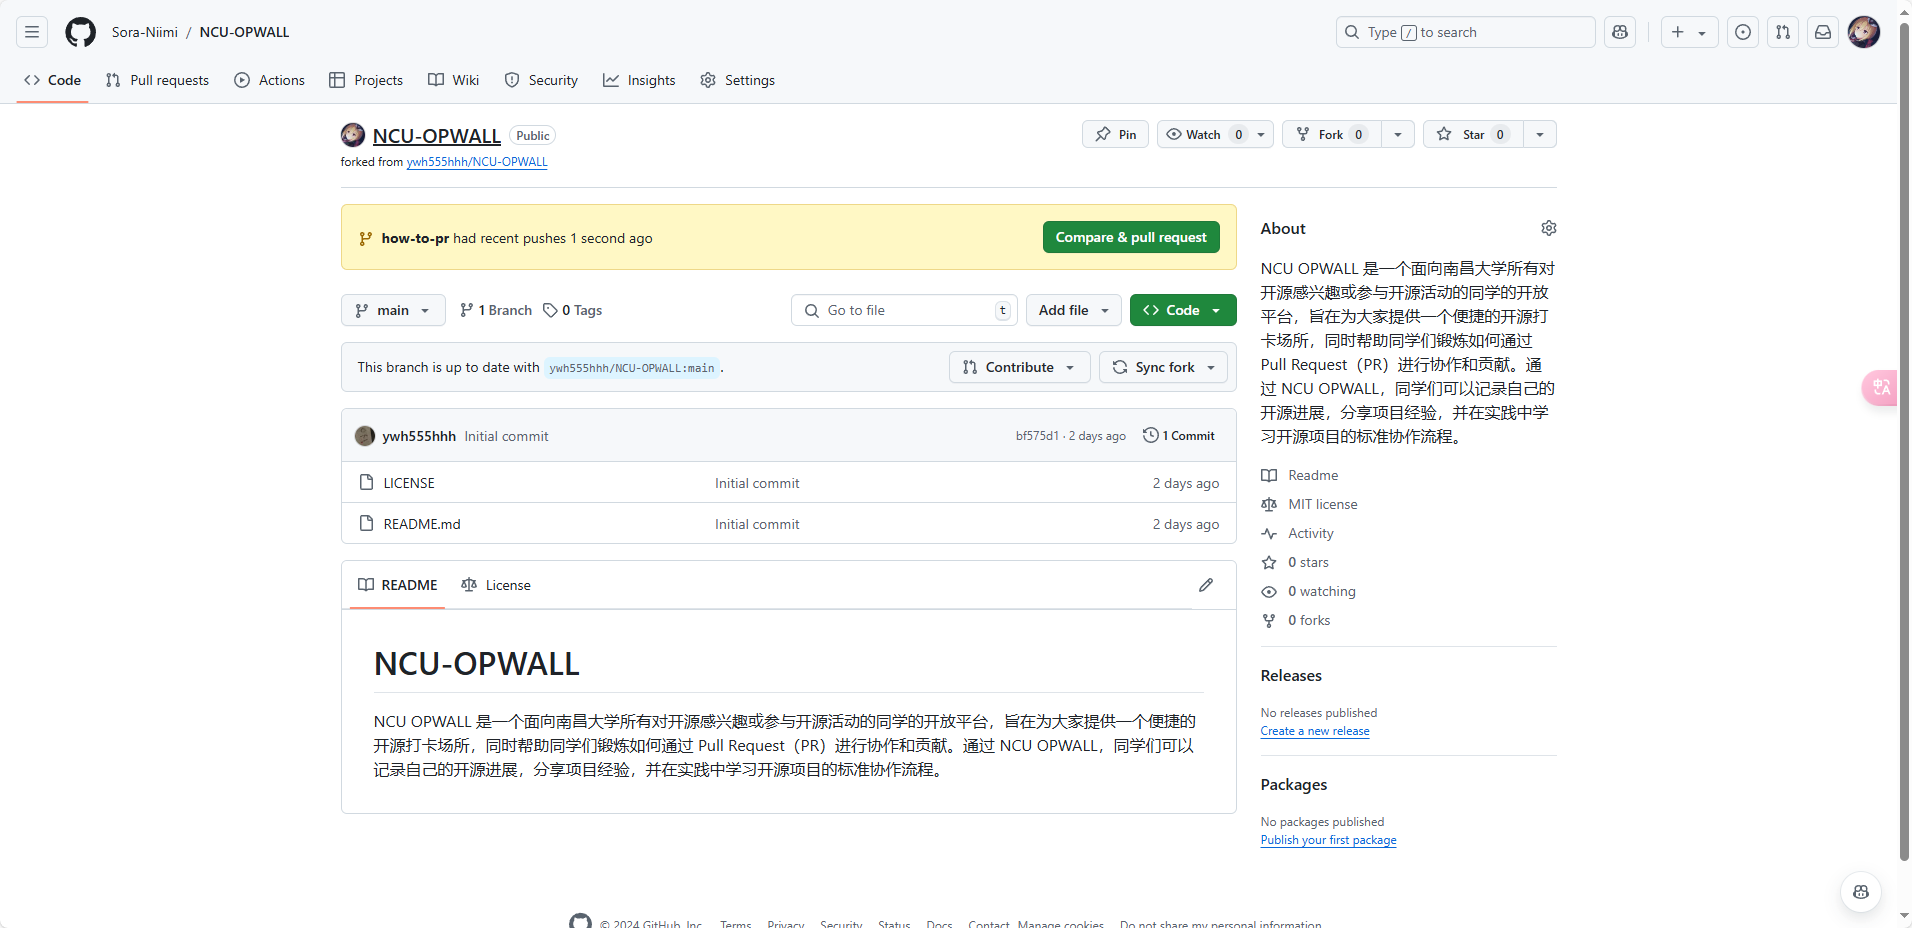 Sora-Niimi / NCU-OPWALL
Type / to search
Code
Pull requests
Actions
Projects
Wiki
Security
Insights
Settings
NCU-OPWALL Public
forked from ywh555hhh/NCU-OPWALL
Pin
Watch 0
Fork 0
Star 0
how-to-pr had recent pushes 1 second ago
Compare & pull request
main
1 Branch
0 Tags
Go to file
t
Add file
Code
This branch is up to date with ywh555hhh/NCU-OPWALL:main .
Contribute
Sync fork
ywh555hhh Initial commit
bf575d1 · 2 days ago
1 Commit
LICENSE Initial commit 2 days ago
README.md Initial commit 2 days ago
README
License
NCU-OPWALL
NCU OPWALL 是一个面向南昌大学所有对开源感兴趣或参与开源活动的同学的开放平台，旨在为大家提供一个便捷的
开源打卡场所，同时帮助同学们锻炼如何通过 Pull Request（PR）进行协作和贡献。通过 NCU OPWALL，同学们可以
记录自己的开源进展，分享项目经验，并在实践中学习开源项目的标准协作流程。
About
NCU OPWALL 是一个面向南昌大学所有对
开源感兴趣或参与开源活动的同学的开放
平台，旨在为大家提供一个便捷的开源打
卡场所，同时帮助同学们锻炼如何通过
Pull Request（PR）进行协作和贡献。通
过 NCU OPWALL，同学们可以记录自己的
开源进展，分享项目经验，并在实践中学
习开源项目的标准协作流程。
Readme
MIT license
Activity
0 stars
0 watching
0 forks
Releases
No releases published
Create a new release
Packages
No packages published
Publish your first package
© 2024 GitHub, Inc. Terms Privacy Security Status Docs Contact Manage cookies Do not share my personal information